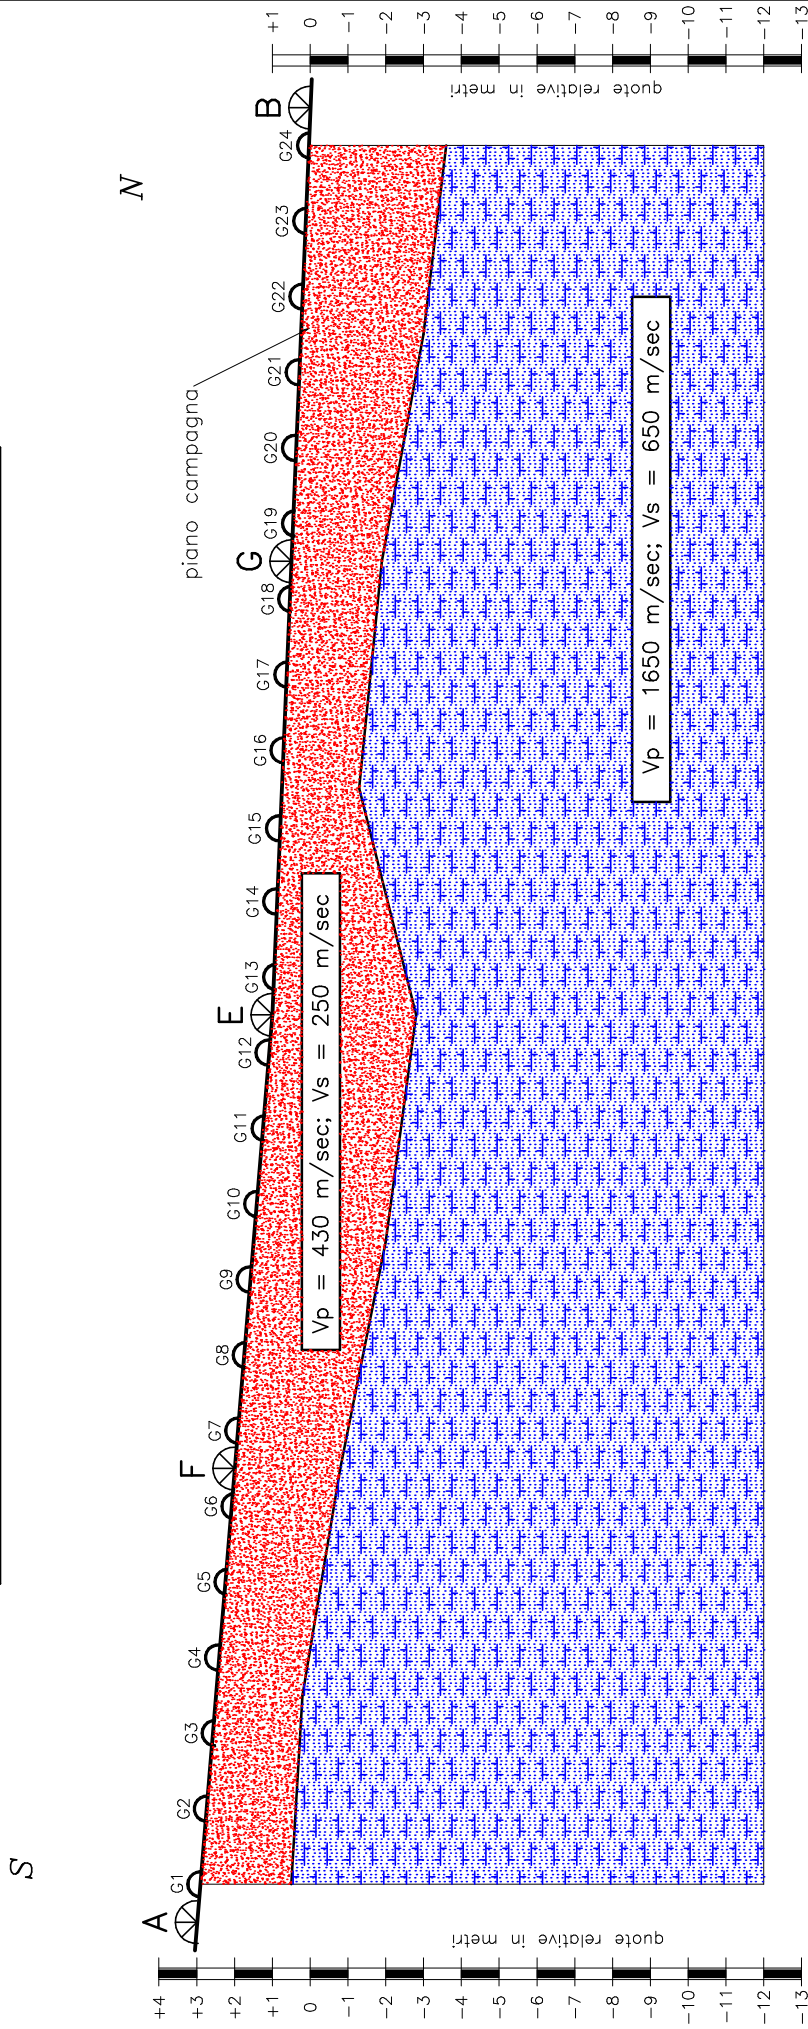 S
N
A
G1
G2
G3
G4
G5
G6
F
G7
G8
G9
G10
G11
G12
E
G13
G14
G15
G16
G17
G18
G
G19
G20
G21
G22
G23
G24
B
piano campagna
Vp = 430 m/sec; Vs = 250 m/sec
Vp = 1650 m/sec; Vs = 650 m/sec
+4
+3
+2
+1
0
-1
-2
-3
-4
-5
-6
-7
-8
-9
-10
-11
-12
-13
quote relative in metri
+1
0
-1
-2
-3
-4
-5
-6
-7
-8
-9
-10
-11
-12
-13
quote relative in metri